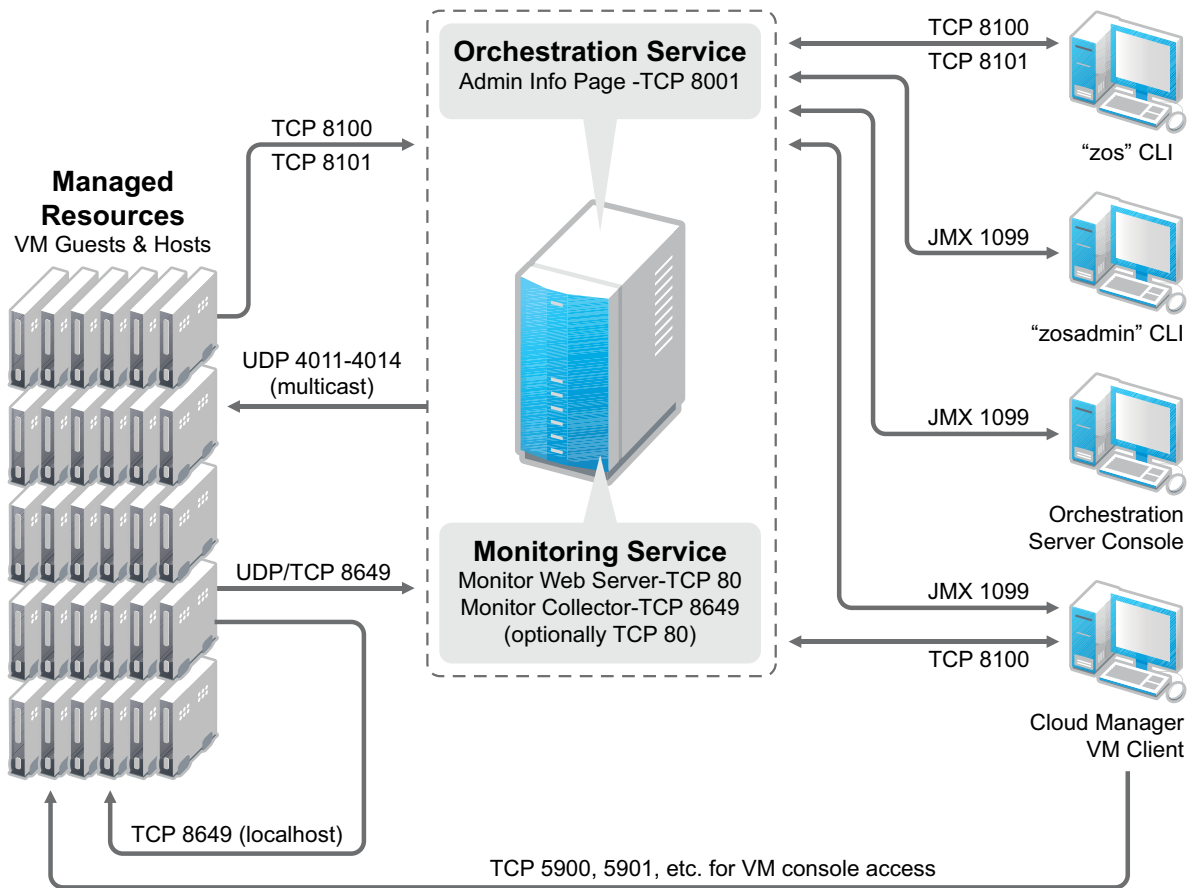 Orchestration Service
Admin Info Page -TCP 8001
TCP 8100
TCP 8101
“zos” CLI
TCP 8100
TCP 8101
Managed
Resources
VM Guests & Hosts
JMX 1099
“zosadmin” CLI
UDP 4011-4014
(multicast)
JMX 1099
Orchestration
Server Console
Monitoring Service
Monitor Web Server-TCP 80
Monitor Collector-TCP 8649
(optionally TCP 80)
UDP/TCP 8649
JMX 1099
TCP 8100
Cloud Manager
VM Client
TCP 8649 (localhost)
TCP 5900, 5901, etc. for VM console access